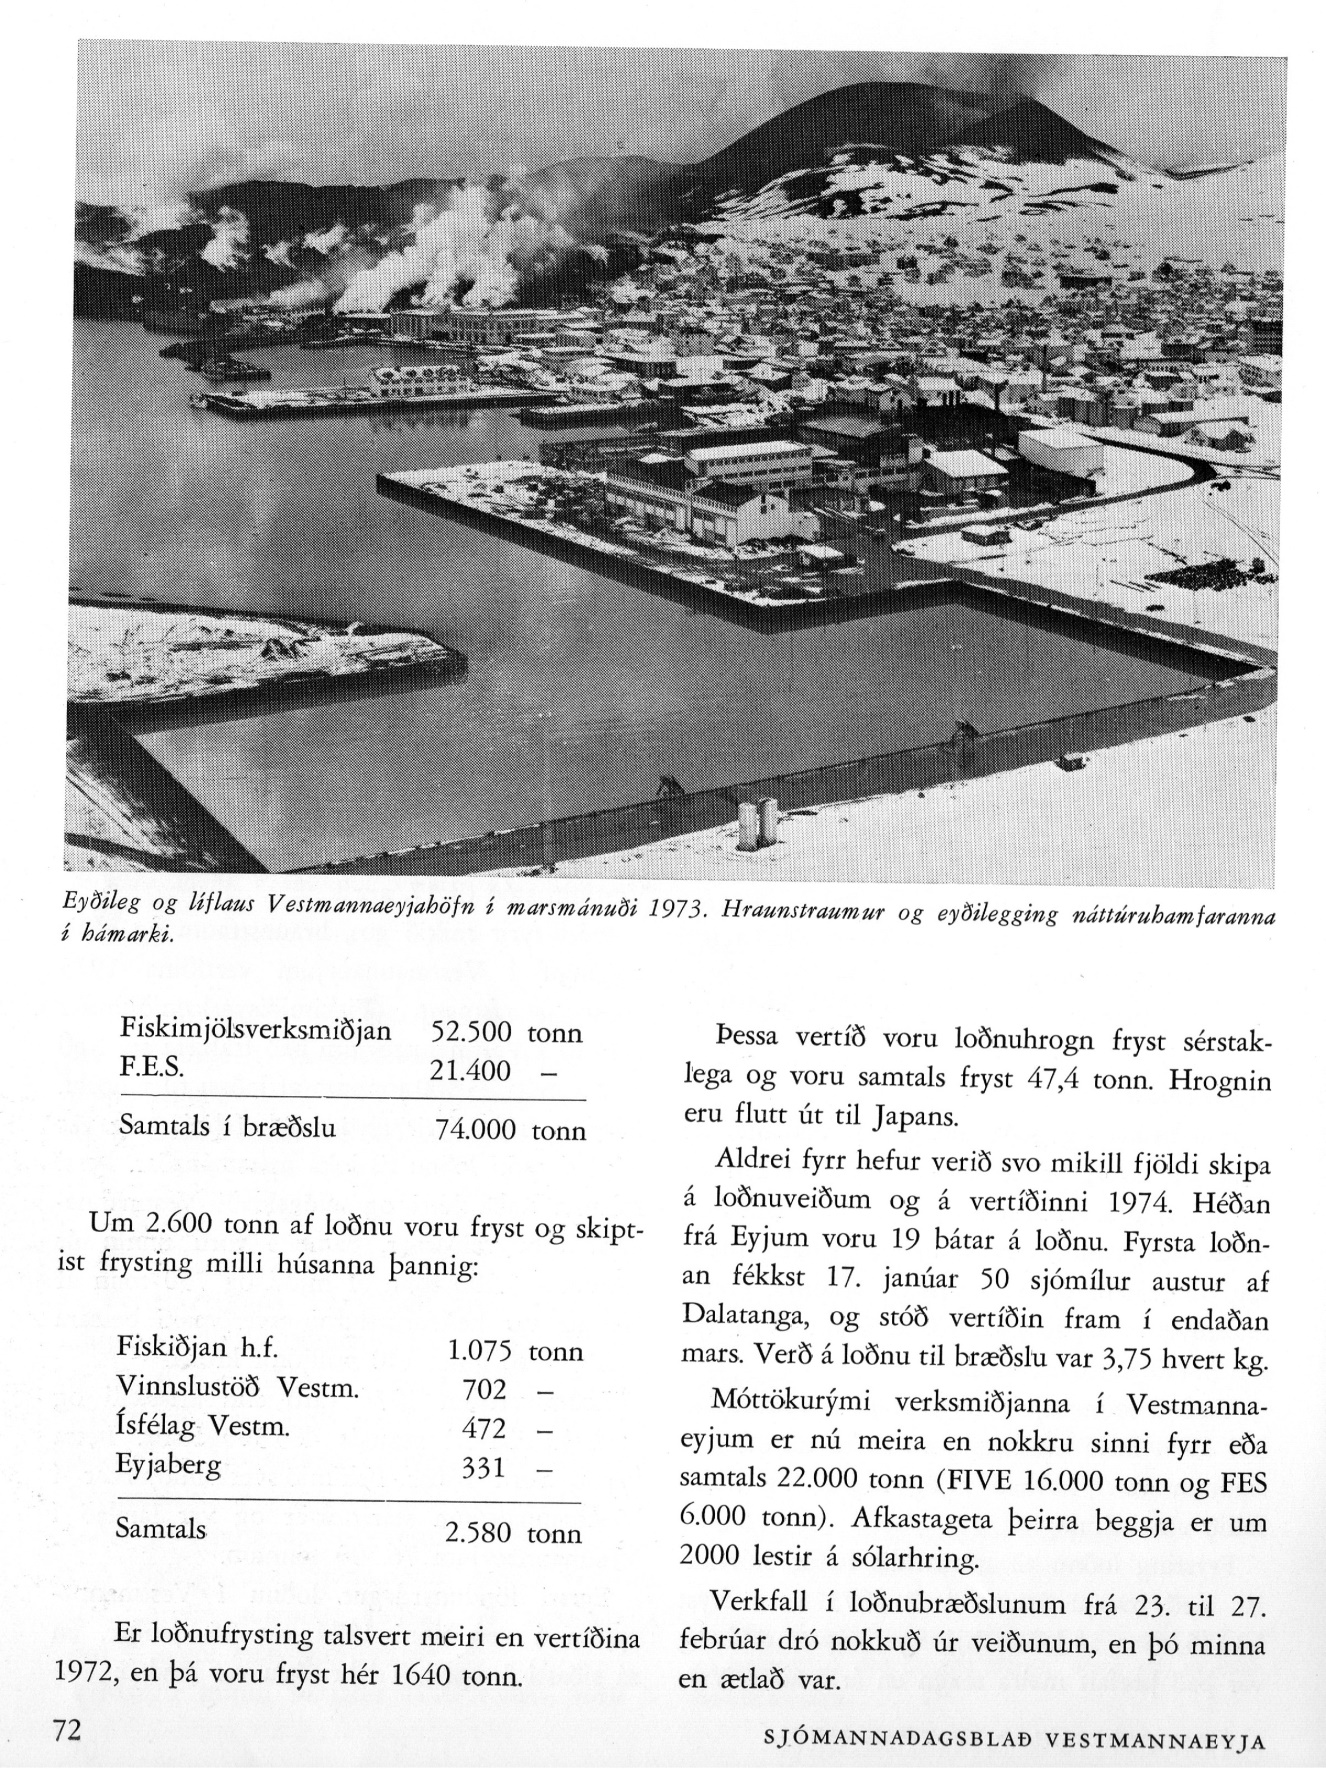 Eyðileg og líflaus Vestmannaeyjahöfn í marsmánuði 1973. Hraunstraumur og eyðilegging náttúruhamfaranna
í hámarki.
Fiskimjölsverksmiðjan 52.500 tonn
F.E.S. 21.400 –
Samtals í bræðslu 74.000 tonn
Um 2.600 tonn af loðnu voru fryst og skipt-
ist frysting milli húsanna þannig:
Fiskiðjan h.f. 1.075 tonn
Vinnslustöð Vestm. 702 –
Ísfélag Vestm. 472 –
Eyjaberg 331 –
Samtals 2.580 tonn
Er loðnufrysting talsvert meiri en vertíðina
1972, en þá voru fryst hér 1640 tonn.
Þessa vertíð voru loðnuhrogn fryst sérstak-
lega og voru samtals fryst 47,4 tonn. Hrognin
eru flutt út til Japans.
Aldrei fyrr hefur verið svo mikill fjöldi skipa
á loðnuveiðum og á vertíðinni 1974. Héðan
frá Eyjum voru 19 bátar á loðnu. Fyrsta loðn-
an fékkst 17. janúar 50 sjómílur austur af
Dalatanga, og stóð vertíðin fram í endaðan
mars. Verð á loðnu til bræðslu var 3,75 hvert kg.
Móttökurými verksmiðjanna í Vestmanna-
eyjum er nú meira en nokkru sinni fyrr eða
samtals 22.000 tonn (FIVE 16.000 tonn og FES
6.000 tonn). Afkastageta þeirra beggja er um
2000 lestir á sólarhring.
Verkfall í loðnubræðslunum frá 23. til 27.
febrúar dró nokkuð úr veiðunum, en þó minna
en ætlað var.
72
SJÓMANNADAGSBLAÐ VESTMANNAEYJA